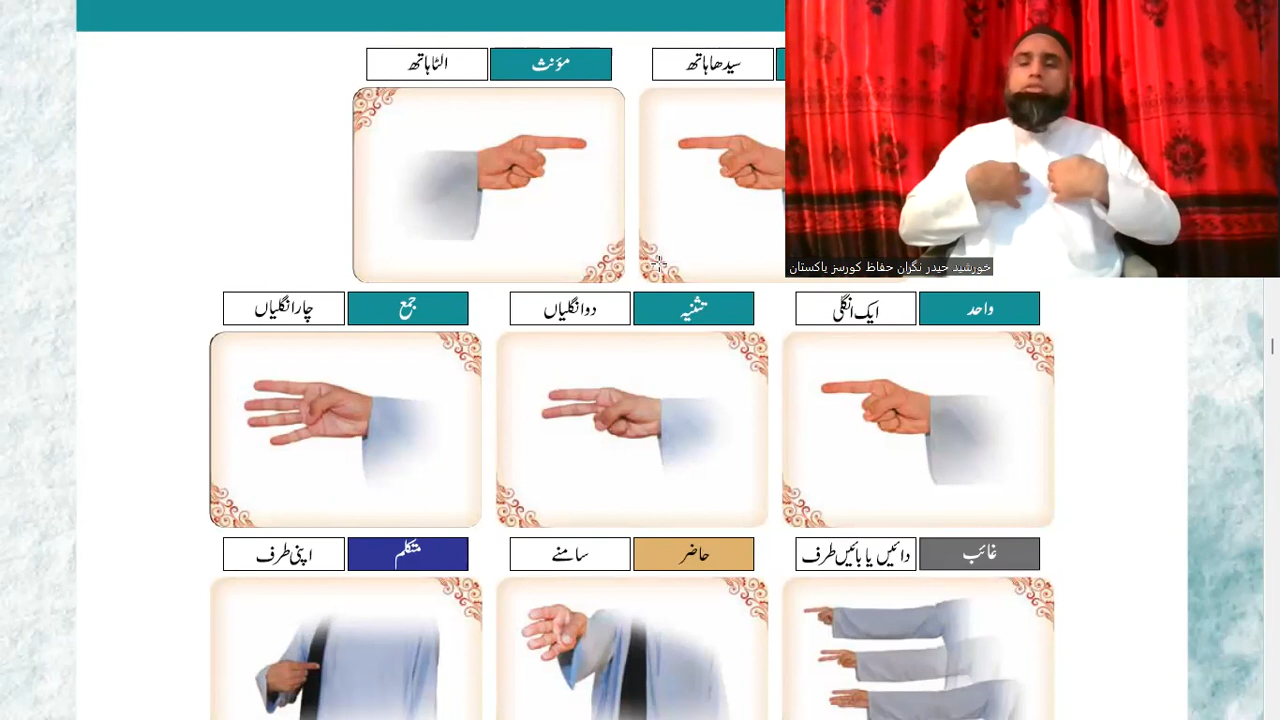 سیدھا ہاتھ
مؤنث
الٹا ہاتھ
خورشید حیدر نگران حفاظ کورسز پاکستان
واحد
ایک انگلی
تثنیہ
دو انگلیاں
جمع
چار انگلیاں
غائب
دائیں یا بائیں طرف
حاضر
سامنے
متکلم
اپنی طرف